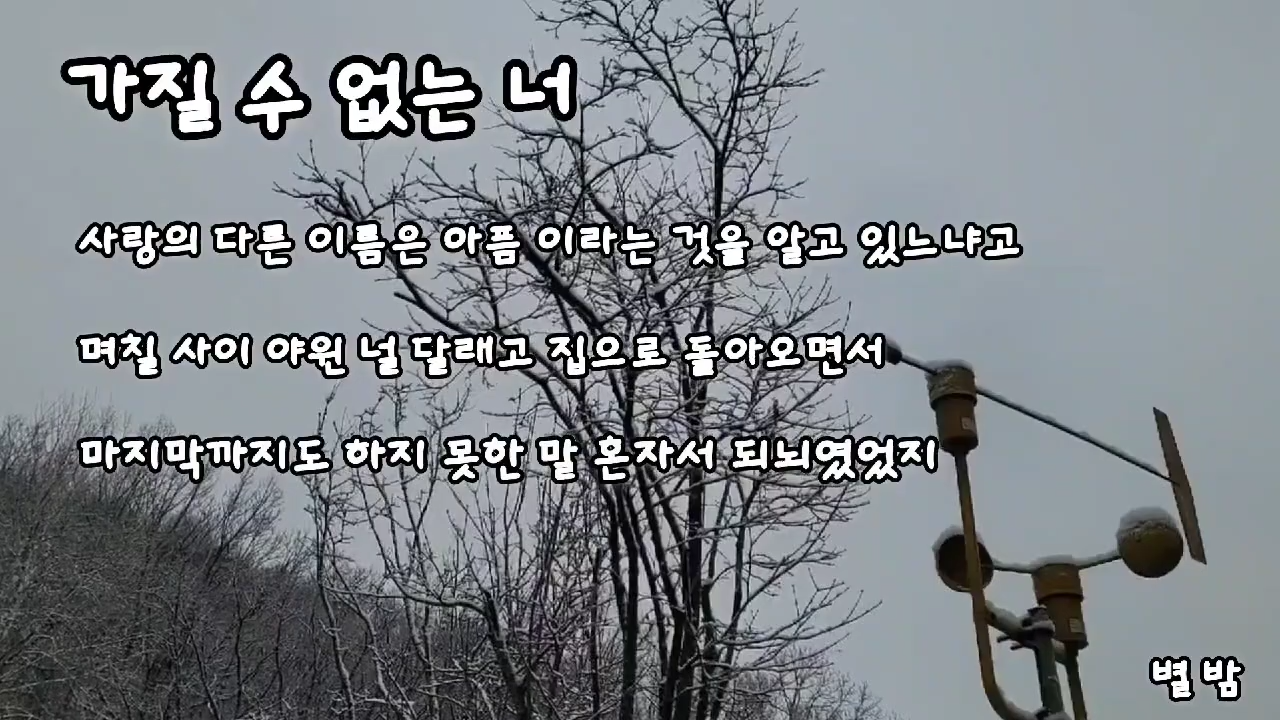 가질 수 없는 너
사랑의 다른 이름은 아픔 이라는 것을 알고 있느냐고
며칠 사이 야윈 널 달래고 집으로 돌아오면서
마지막까지도 하지 못한 말 혼자서 되뇌였었지
별 밤